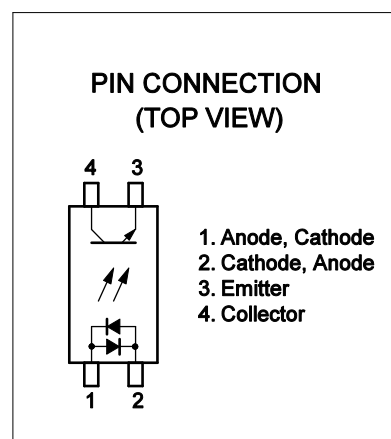 PIN CONNECTION
(TOP VIEW)
4 3
1. Anode, Cathode
2. Cathode, Anode
3. Emitter
4. Collector
1 2